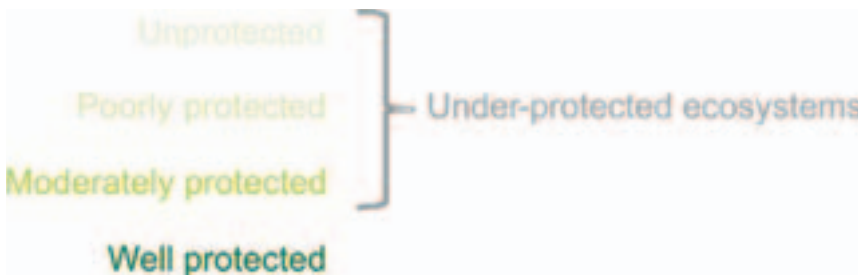 Unprotected
Poorly protected
Under-protected ecosystems
Moderately protected
Well protected